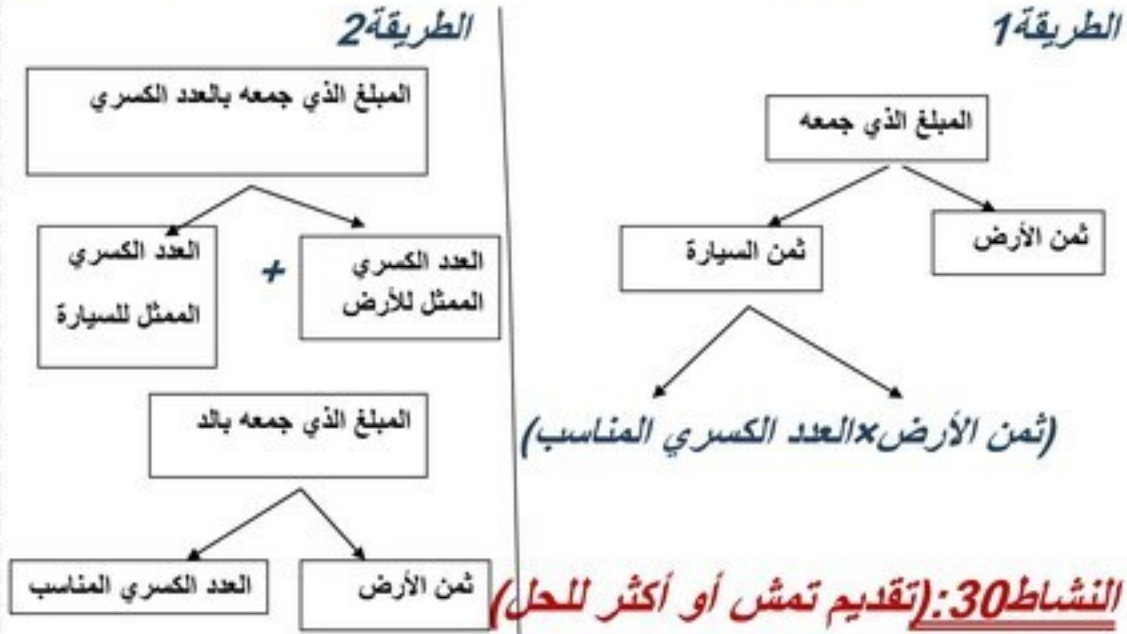 الطريقة1
المبلغ الذي جمعه
ثمن الأرض
ثمن السيارة
(ثمن الأرض×العدد الكسري المناسب)
الطريقة2
المبلغ الذي جمعه بالعدد الكسري
العدد الكسري
الممثل للأرض
+
العدد الكسري
الممثل للسيارة
المبلغ الذي جمعه بالد
ثمن الأرض
العدد الكسري المناسب
النشاط30:(تقديم تمش أو أكثر للحل)